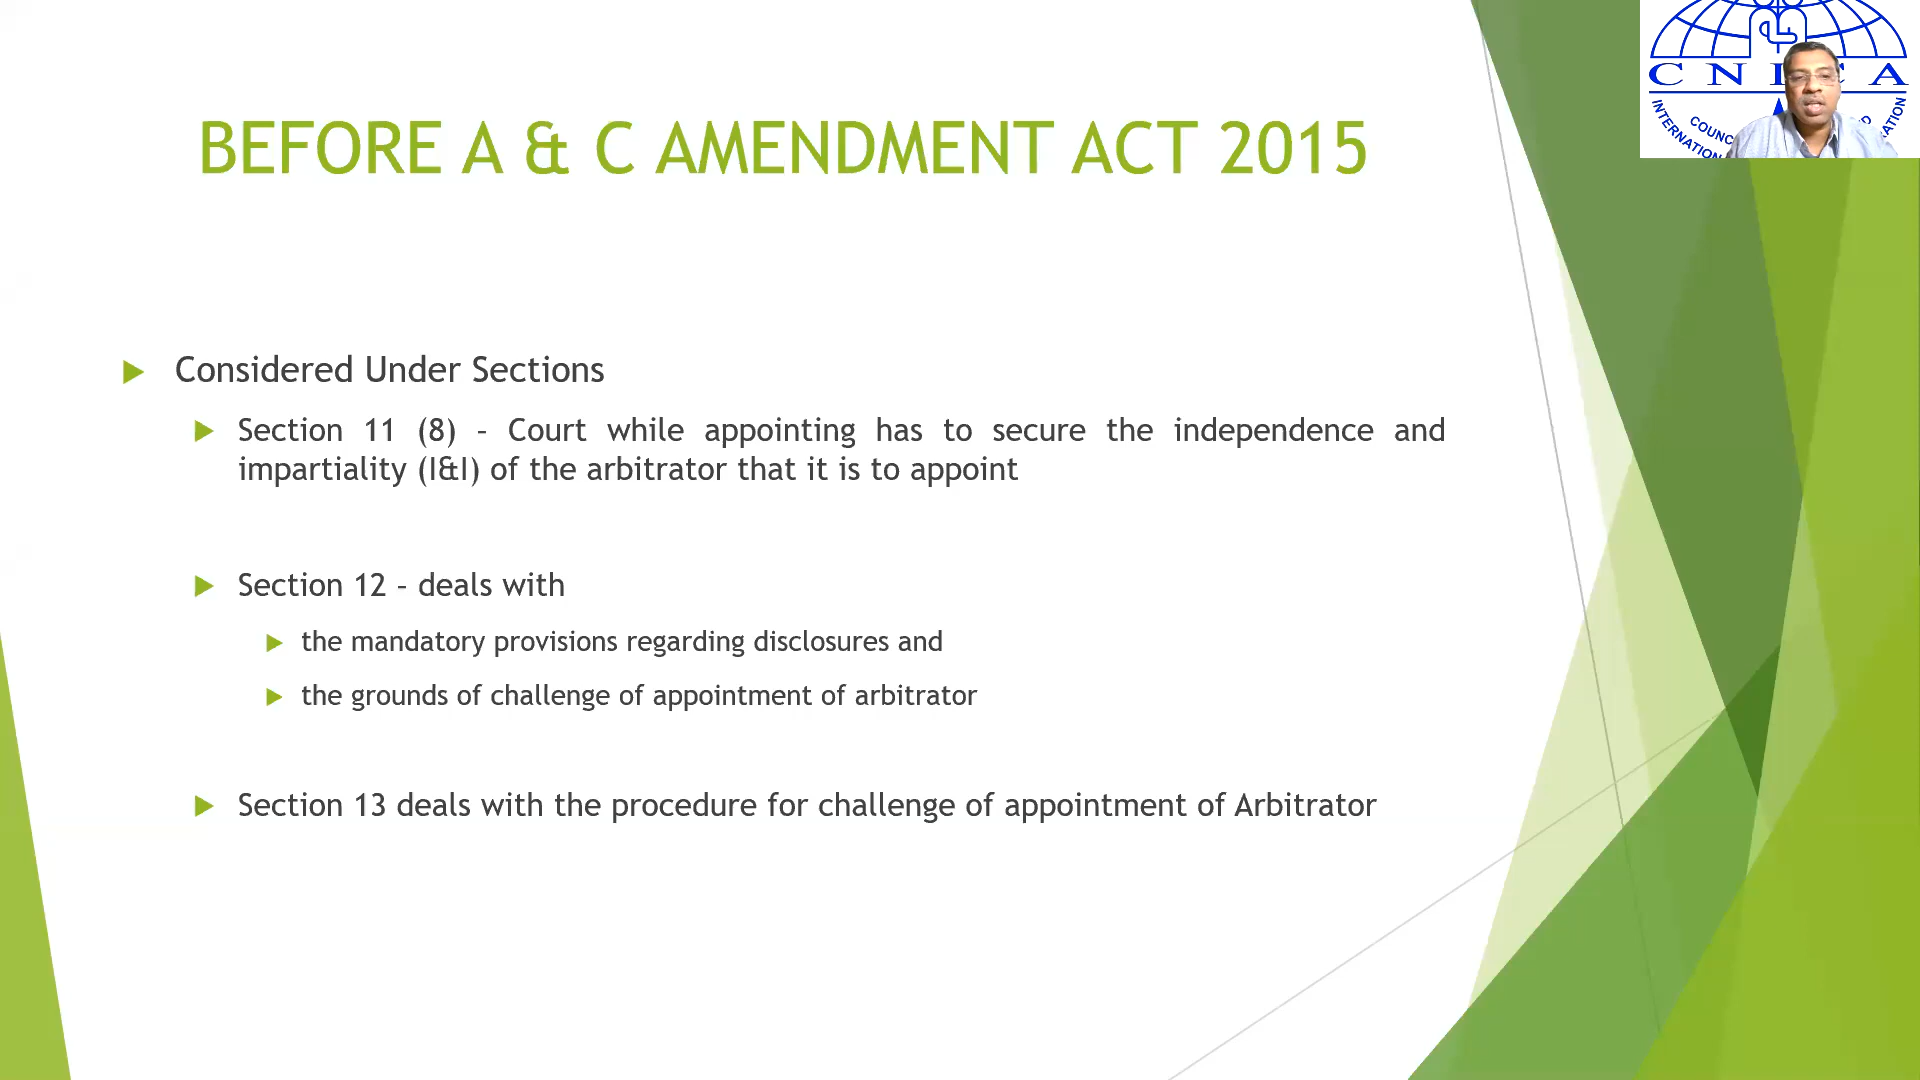 BEFORE A & C AMENDMENT ACT 2015
Considered Under Sections
Section 11 (8) – Court while appointing has to secure the independence and
impartiality (I&I) of the arbitrator that it is to appoint
Section 12 – deals with
the mandatory provisions regarding disclosures and
the grounds of challenge of appointment of arbitrator
Section 13 deals with the procedure for challenge of appointment of Arbitrator